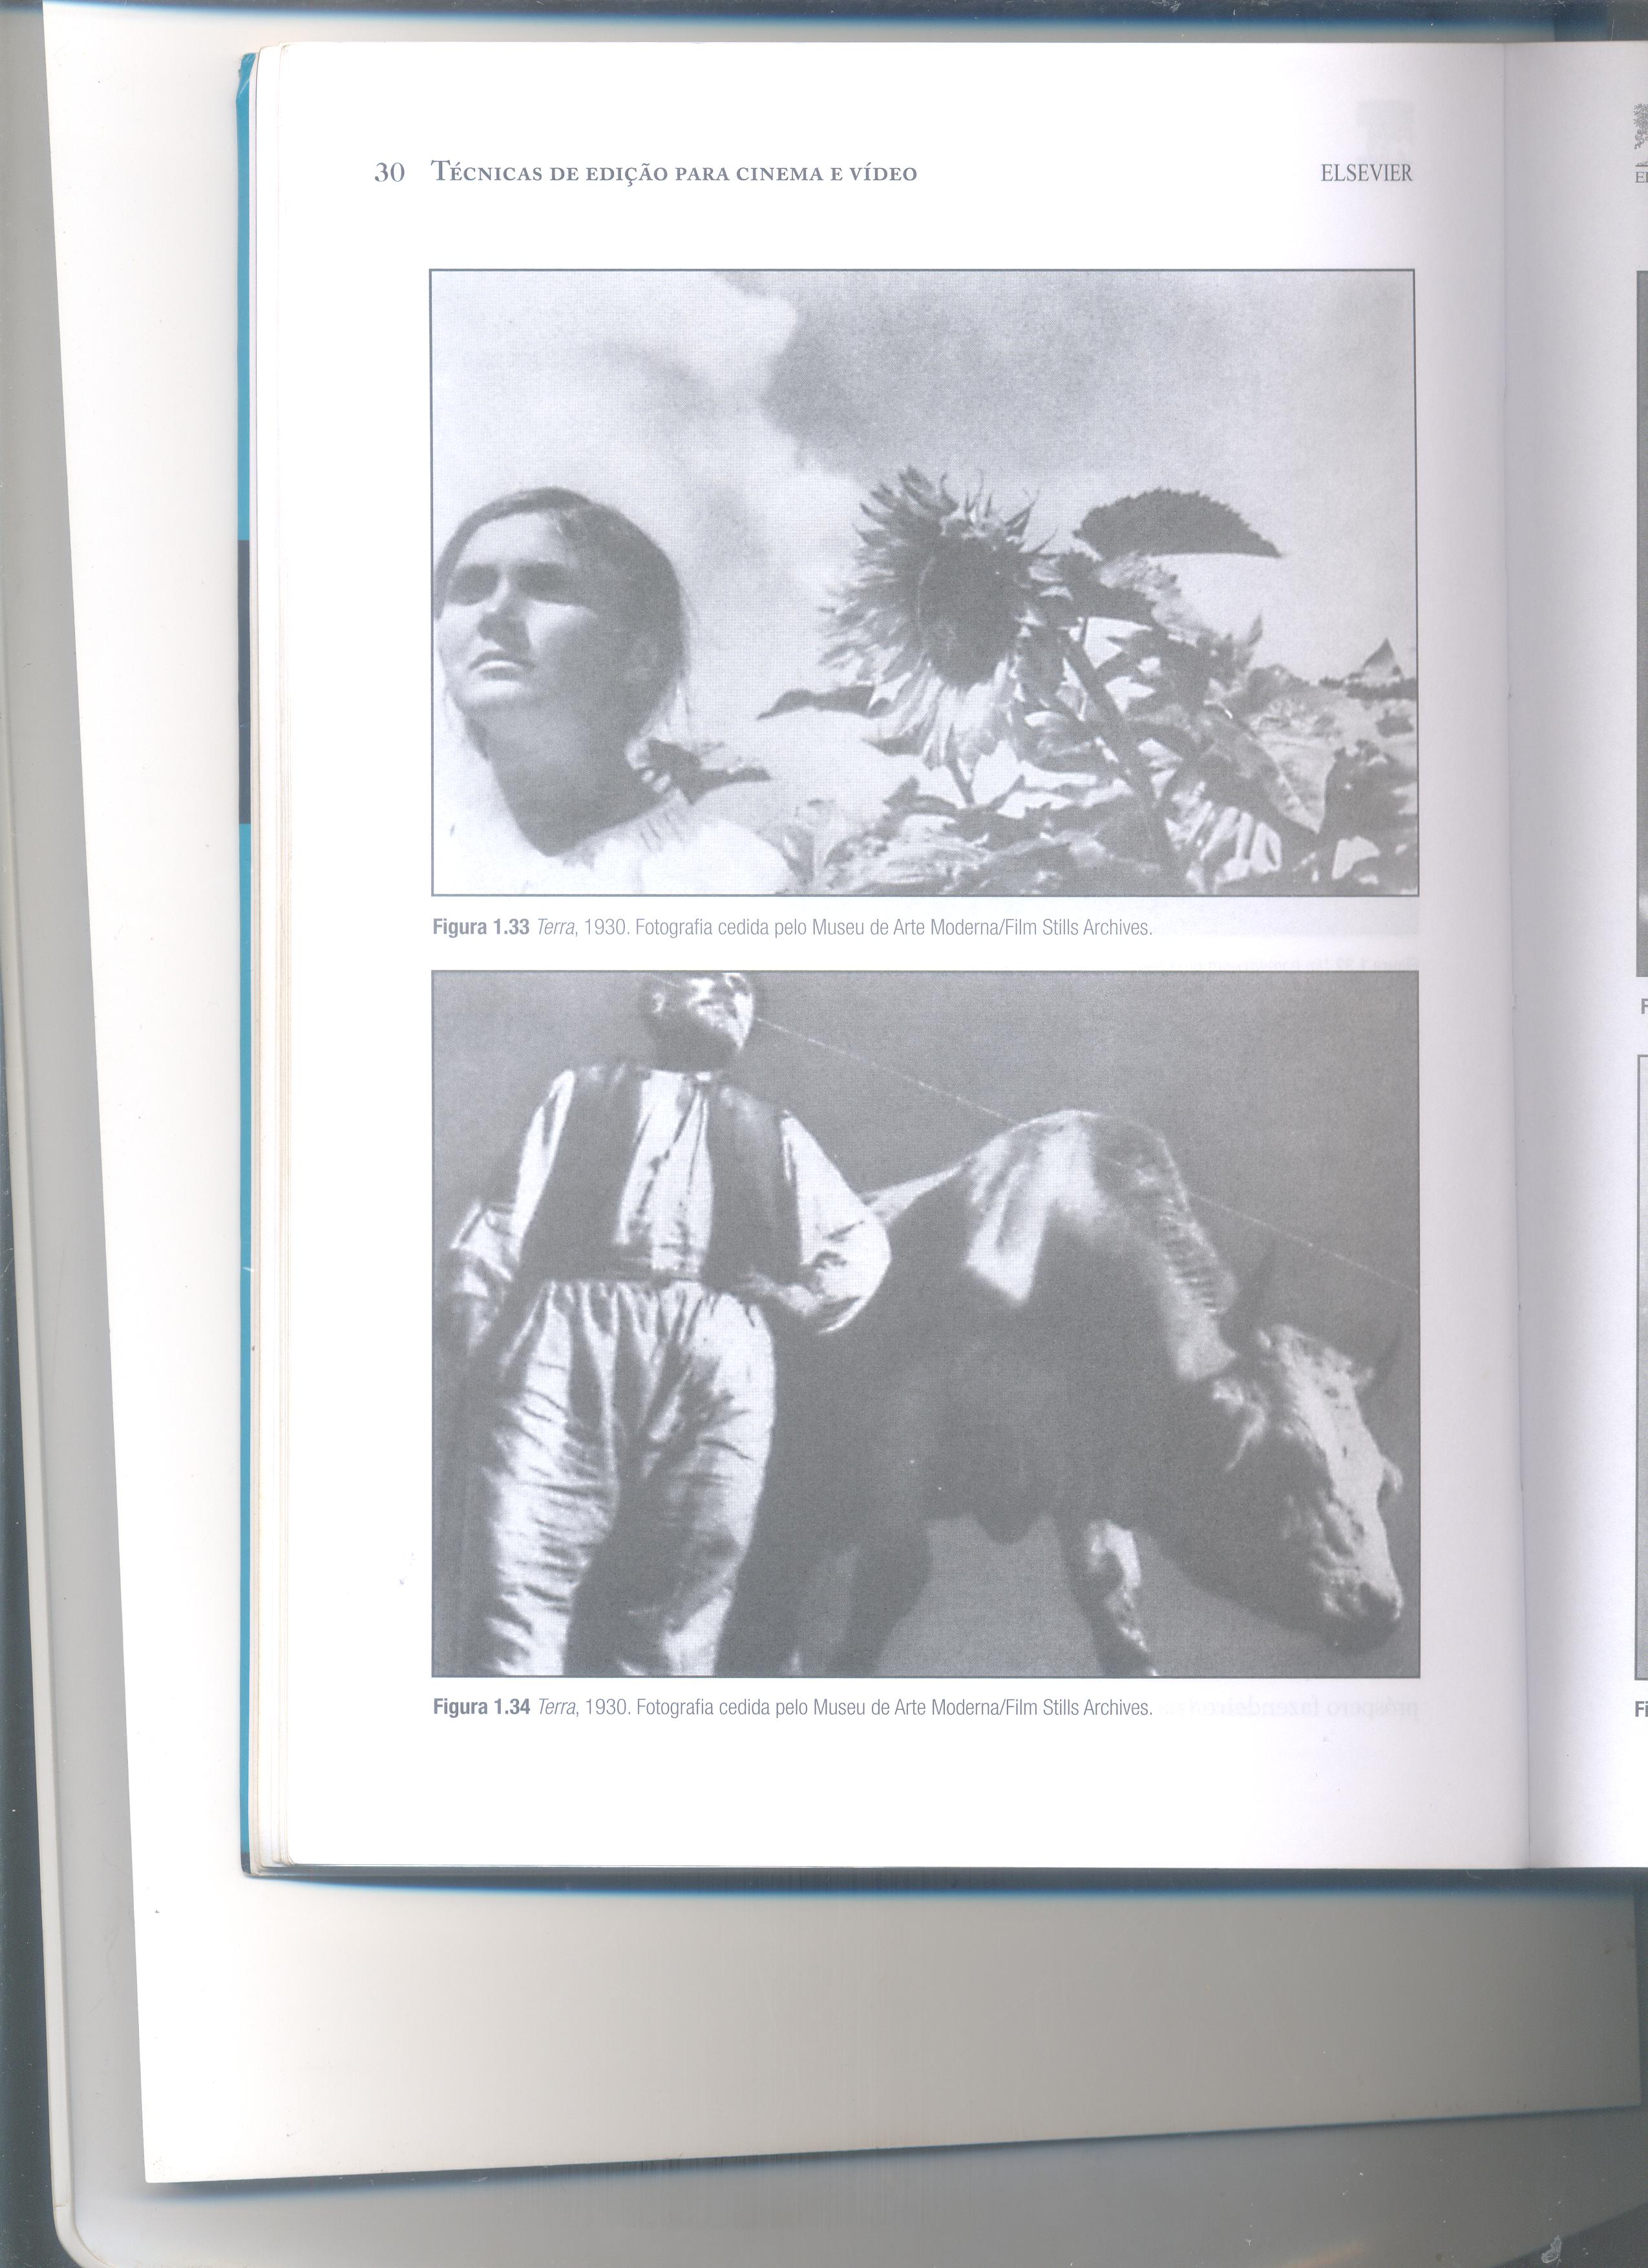 30 TÉCNICAS DE EDIÇÃO PARA CINEMA E VÍDEO
ELSEVIER
Figura 1.33 Terra, 1930. Fotografia cedida pelo Museu de Arte Moderna/Film Stills Archives.
Figura 1.34 Terra, 1930. Fotografia cedida pelo Museu de Arte Moderna/Film Stills Archives.